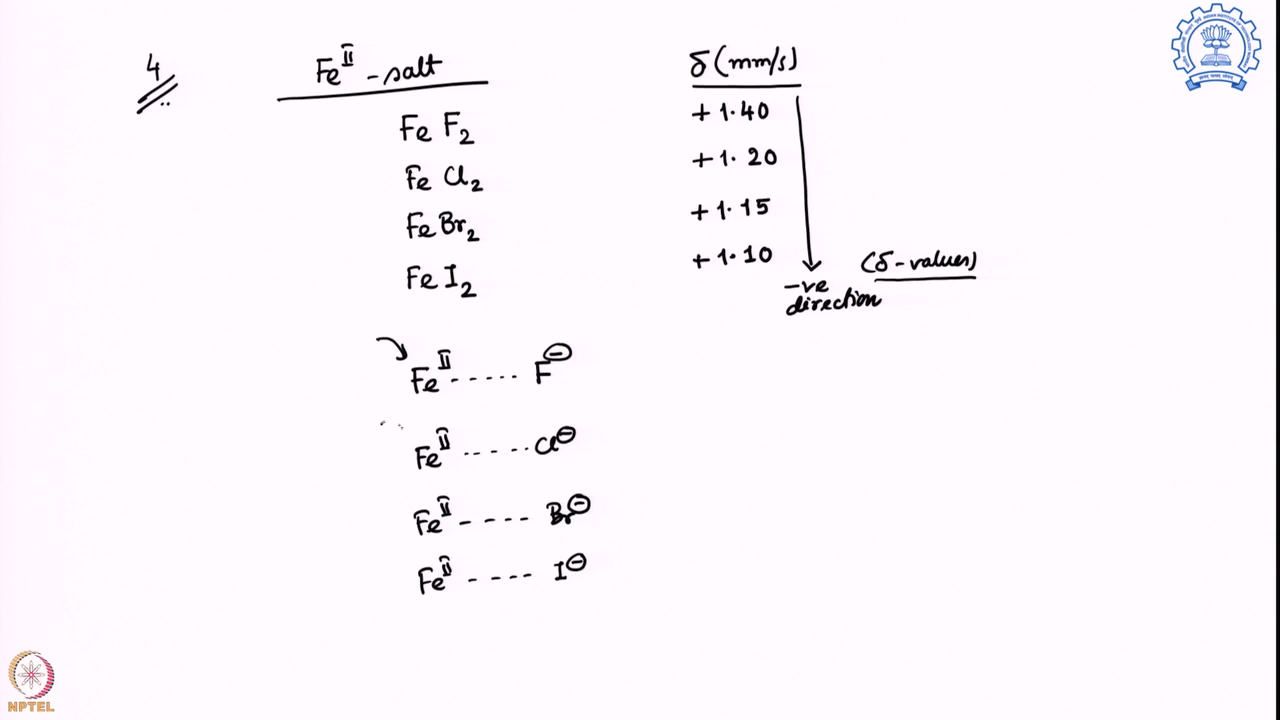 4
Fe^II - salt    δ(mm/s)
Fe F₂    +1.40
Fe Cl₂    +1.20
Fe Br₂    +1.15
Fe I₂    +1.10
(δ-values)
-ve direction
Fe^II ----- F⊖
Fe^II ----- Cl⊖
Fe^II ---- Br⊖
Fe^II ---- I⊖
NPTEL